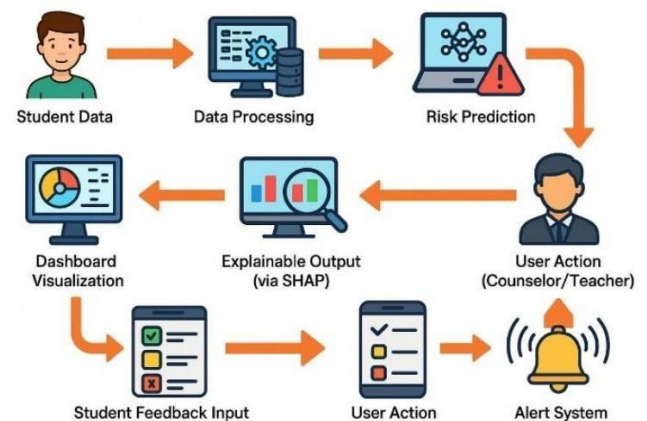 Student Data
Data Processing
Risk Prediction
Dashboard
Visualization
Explainable Output
(via SHAP)
User Action
(Counselor/Teacher)
Student Feedback Input
User Action
Alert System